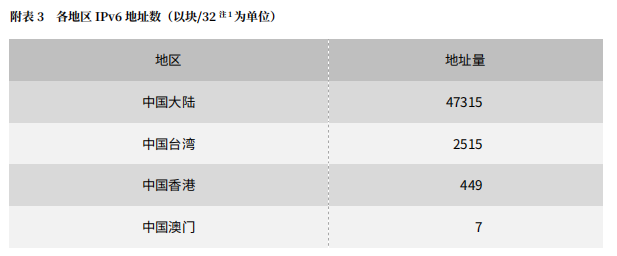 附表 3 各地区 IPv6 地址数（以块/32 注1 为单位）
地区 地址量
中国大陆 47315
中国台湾 2515
中国香港 449
中国澳门 7